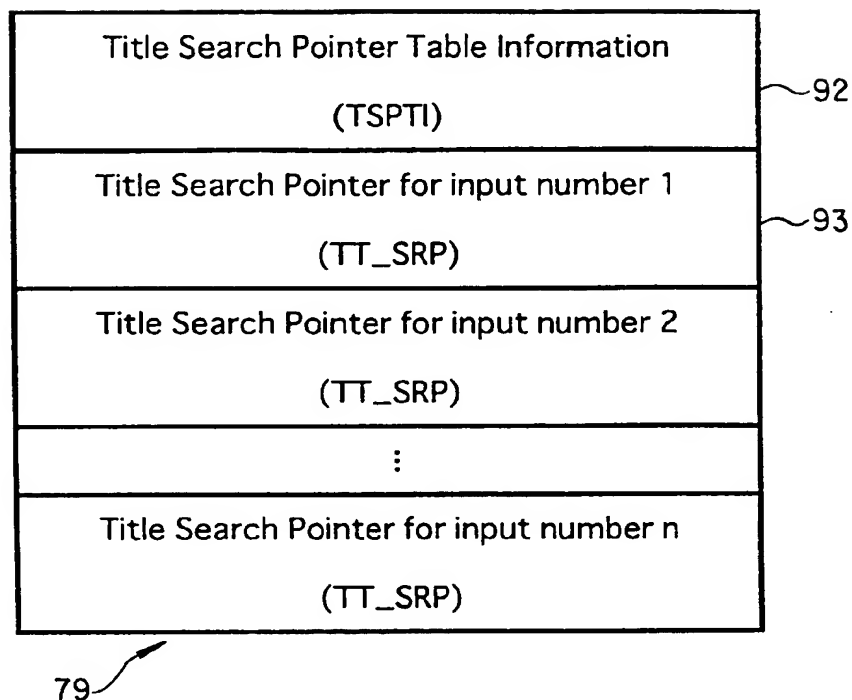 Title Search Pointer Table Information
(TSPTI)
92
Title Search Pointer for input number 1
(TT_SRP)
93
Title Search Pointer for input number 2
(TT_SRP)
⋮
Title Search Pointer for input number n
(TT_SRP)
79